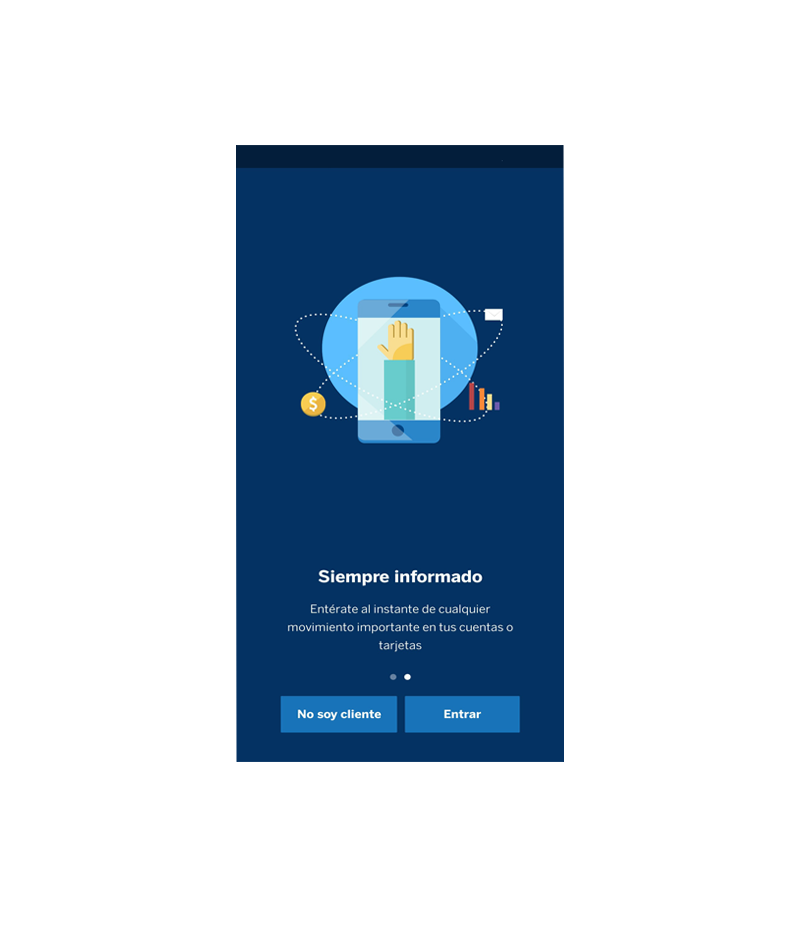 $
Siempre informado
Entérate al instante de cualquier
movimiento importante en tus cuentas o
tarjetas
No soy cliente
Entrar